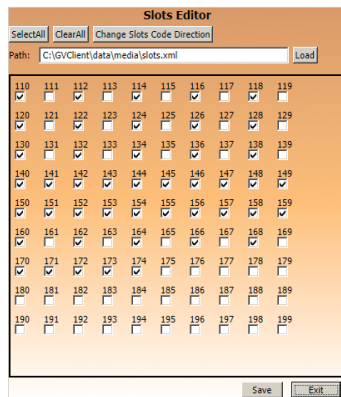 Slots Editor
SelectAll ClearAll Change Slots Code Direction
Path: C:\GVClient\data\media\slots.xml Load
110 111 112 113 114 115 116 117 118 119
120 121 122 123 124 125 126 127 128 129
130 131 132 133 134 135 136 137 138 139
140 141 142 143 144 145 146 147 148 149
150 151 152 153 154 155 156 157 158 159
160 161 162 163 164 165 166 167 168 169
170 171 172 173 174 175 176 177 178 179
180 181 182 183 184 185 186 187 188 189
190 191 192 193 194 195 196 197 198 199
Save Exit